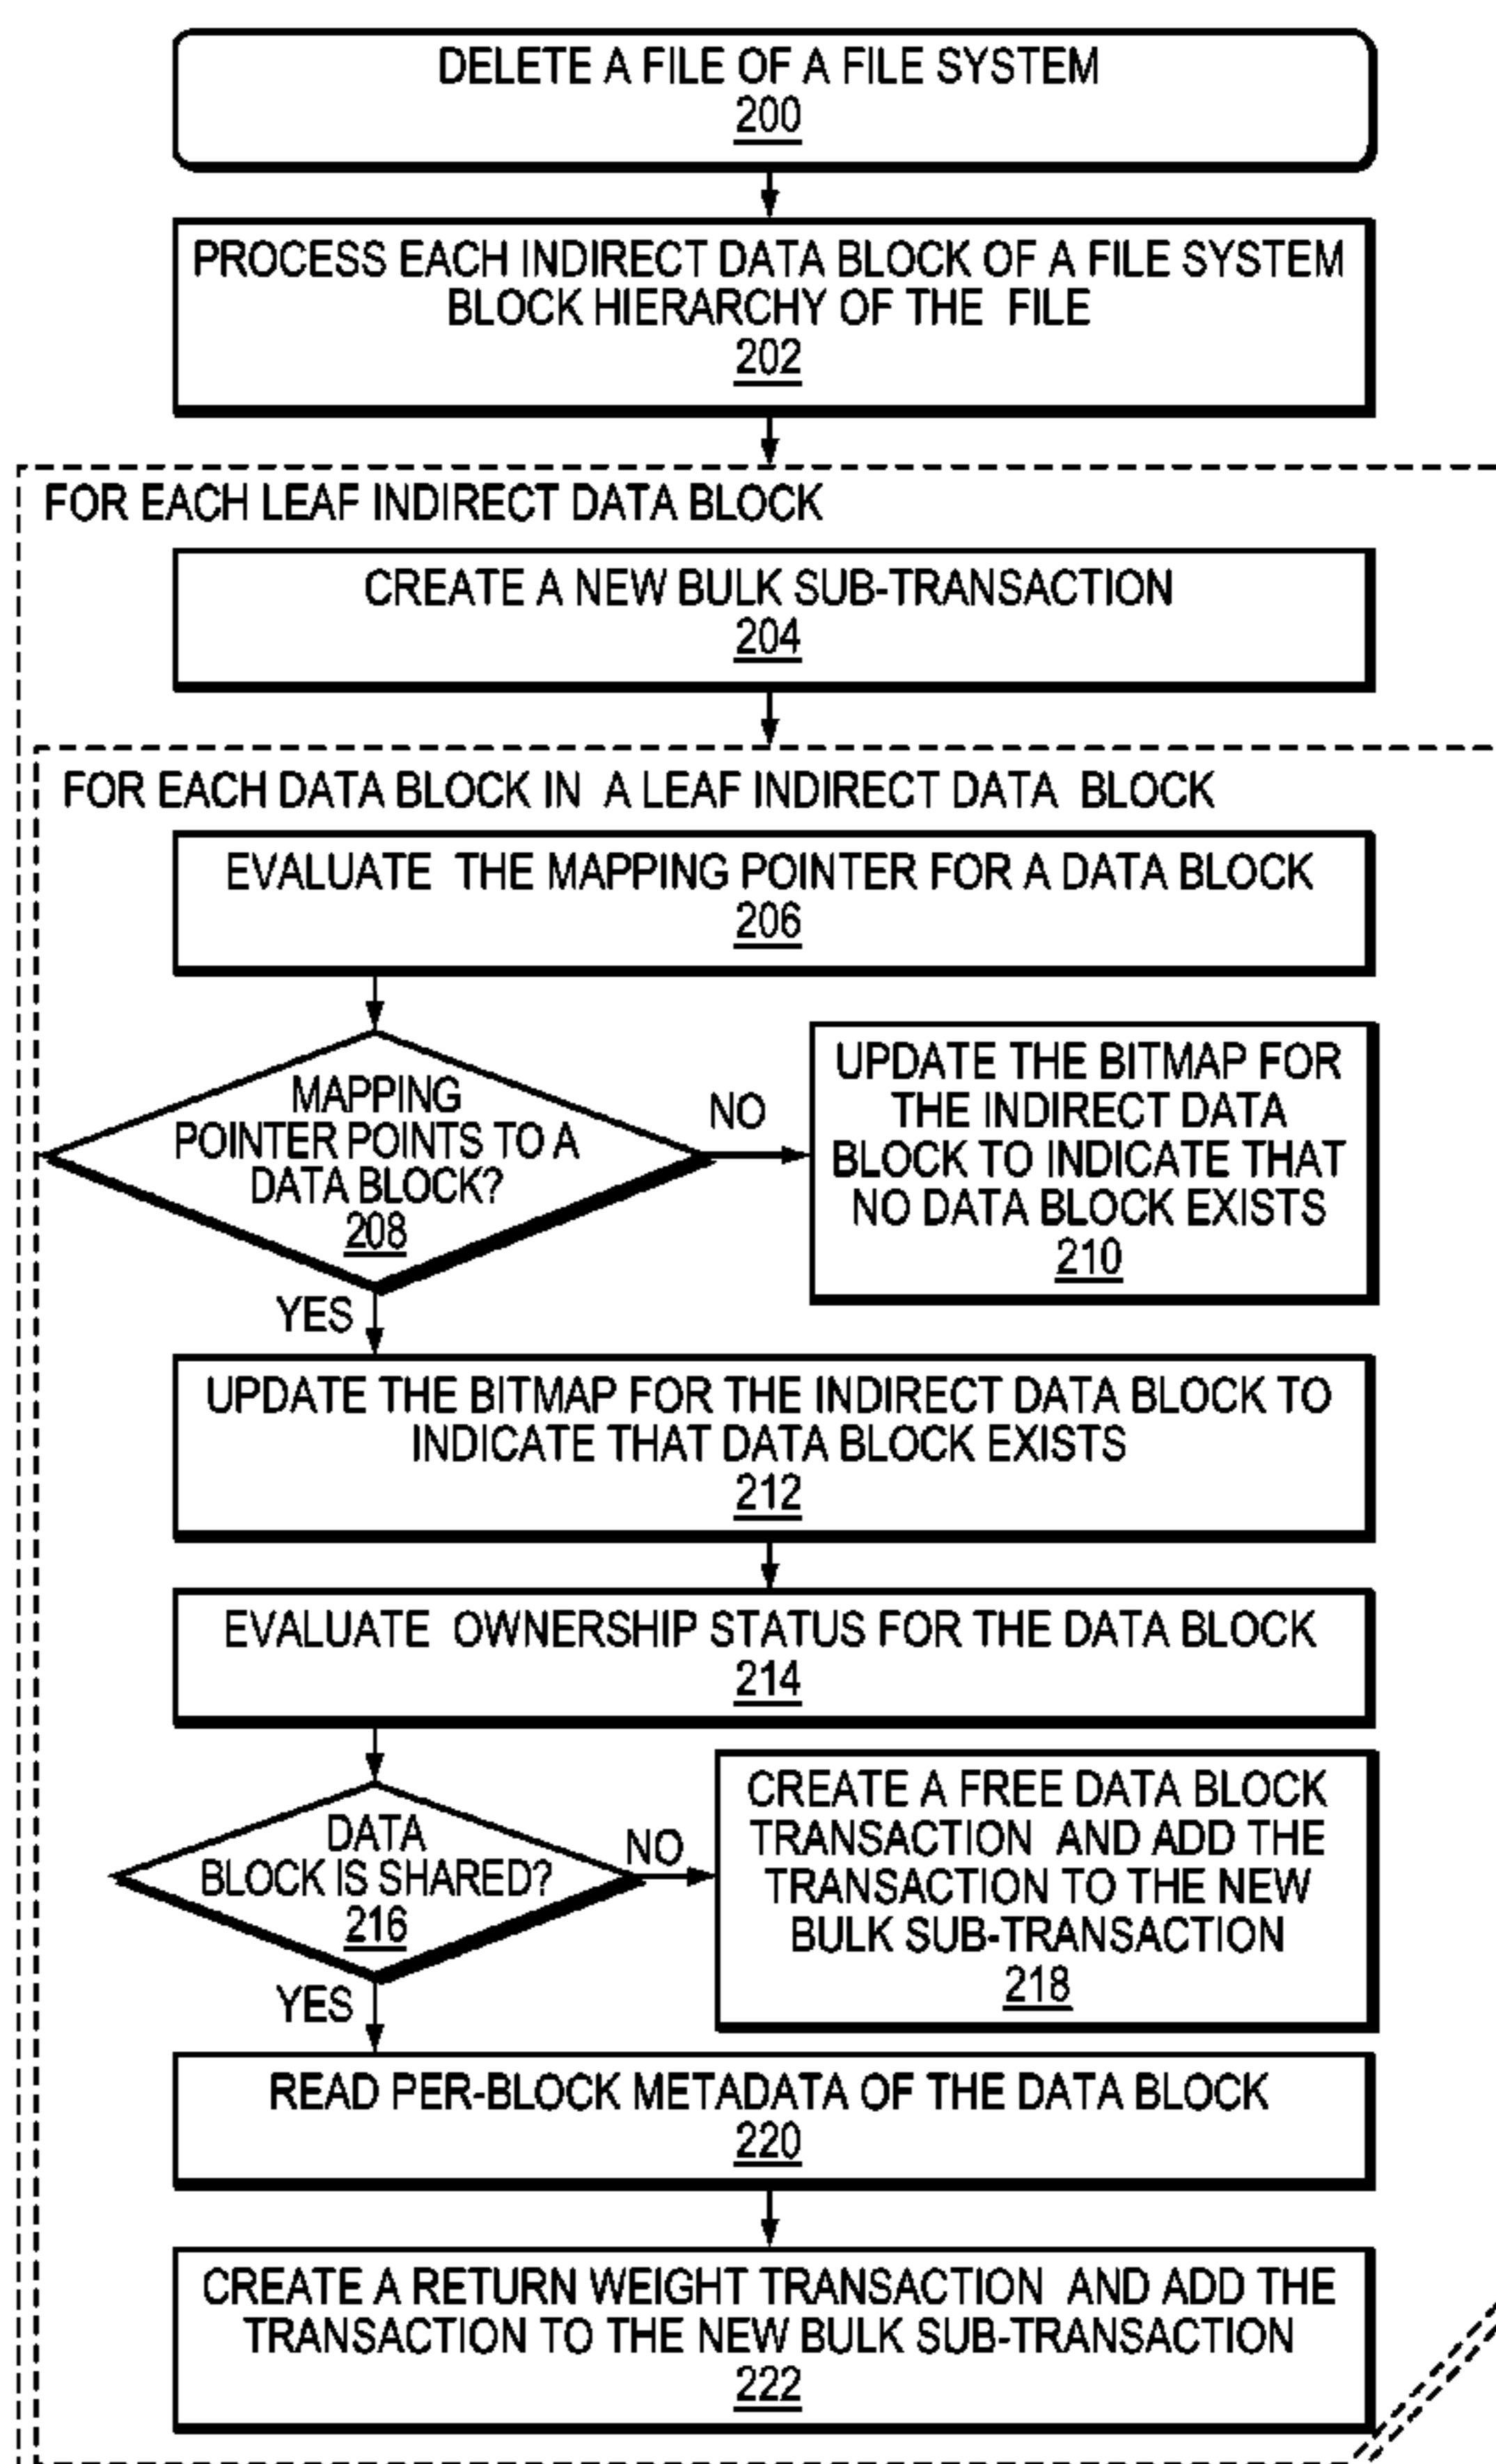 DELETE A FILE OF A FILE SYSTEM
200
PROCESS EACH INDIRECT DATA BLOCK OF A FILE SYSTEM
BLOCK HIERARCHY OF THE FILE
202
FOR EACH LEAF INDIRECT DATA BLOCK
CREATE A NEW BULK SUB-TRANSACTION
204
FOR EACH DATA BLOCK IN A LEAF INDIRECT DATA BLOCK
EVALUATE THE MAPPING POINTER FOR A DATA BLOCK
206
MAPPING
POINTER POINTS TO A
DATA BLOCK?
208
NO
UPDATE THE BITMAP FOR
THE INDIRECT DATA
BLOCK TO INDICATE THAT
NO DATA BLOCK EXISTS
210
YES
UPDATE THE BITMAP FOR THE INDIRECT DATA BLOCK TO
INDICATE THAT DATA BLOCK EXISTS
212
EVALUATE OWNERSHIP STATUS FOR THE DATA BLOCK
214
DATA
BLOCK IS SHARED?
216
NO
CREATE A FREE DATA BLOCK
TRANSACTION AND ADD THE
TRANSACTION TO THE NEW
BULK SUB-TRANSACTION
218
YES
READ PER-BLOCK METADATA OF THE DATA BLOCK
220
CREATE A RETURN WEIGHT TRANSACTION AND ADD THE
TRANSACTION TO THE NEW BULK SUB-TRANSACTION
222